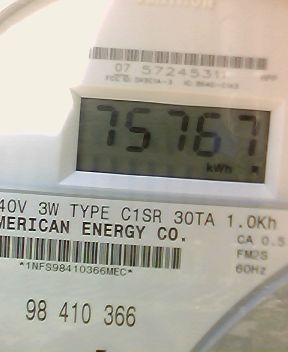 07 5724531
75767
kWh
40V 3W TYPE C1SR 30TA 1.0Kh
MERICAN ENERGY CO.
CA 0.5
*1NFS98410366MEC*
FM2S
60Hz
98 410 366